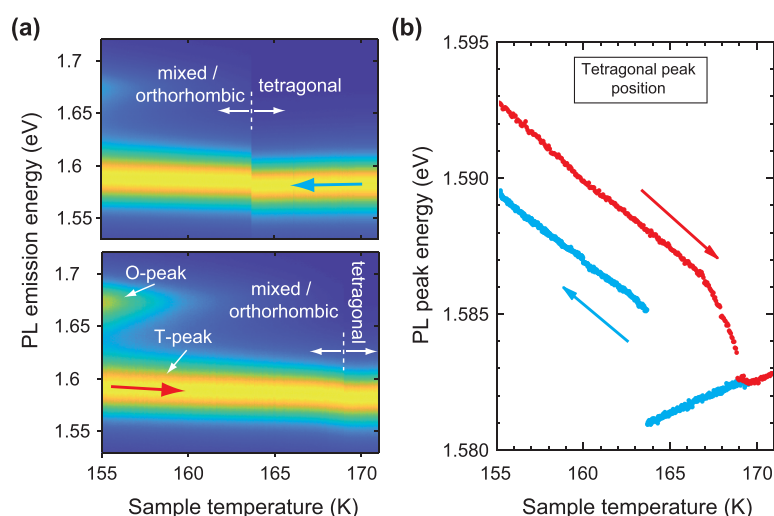 (a)
PL emission energy (eV)
1.7
1.65
1.6
1.55
mixed /
orthorhombic
tetragonal
1.7
1.65
1.6
1.55
O-peak
T-peak
mixed /
orthorhombic
tetragonal
155 160 165 170
Sample temperature (K)
(b)
PL peak energy (eV)
1.595
1.590
1.585
1.580
Tetragonal peak
position
155 160 165 170
Sample temperature (K)